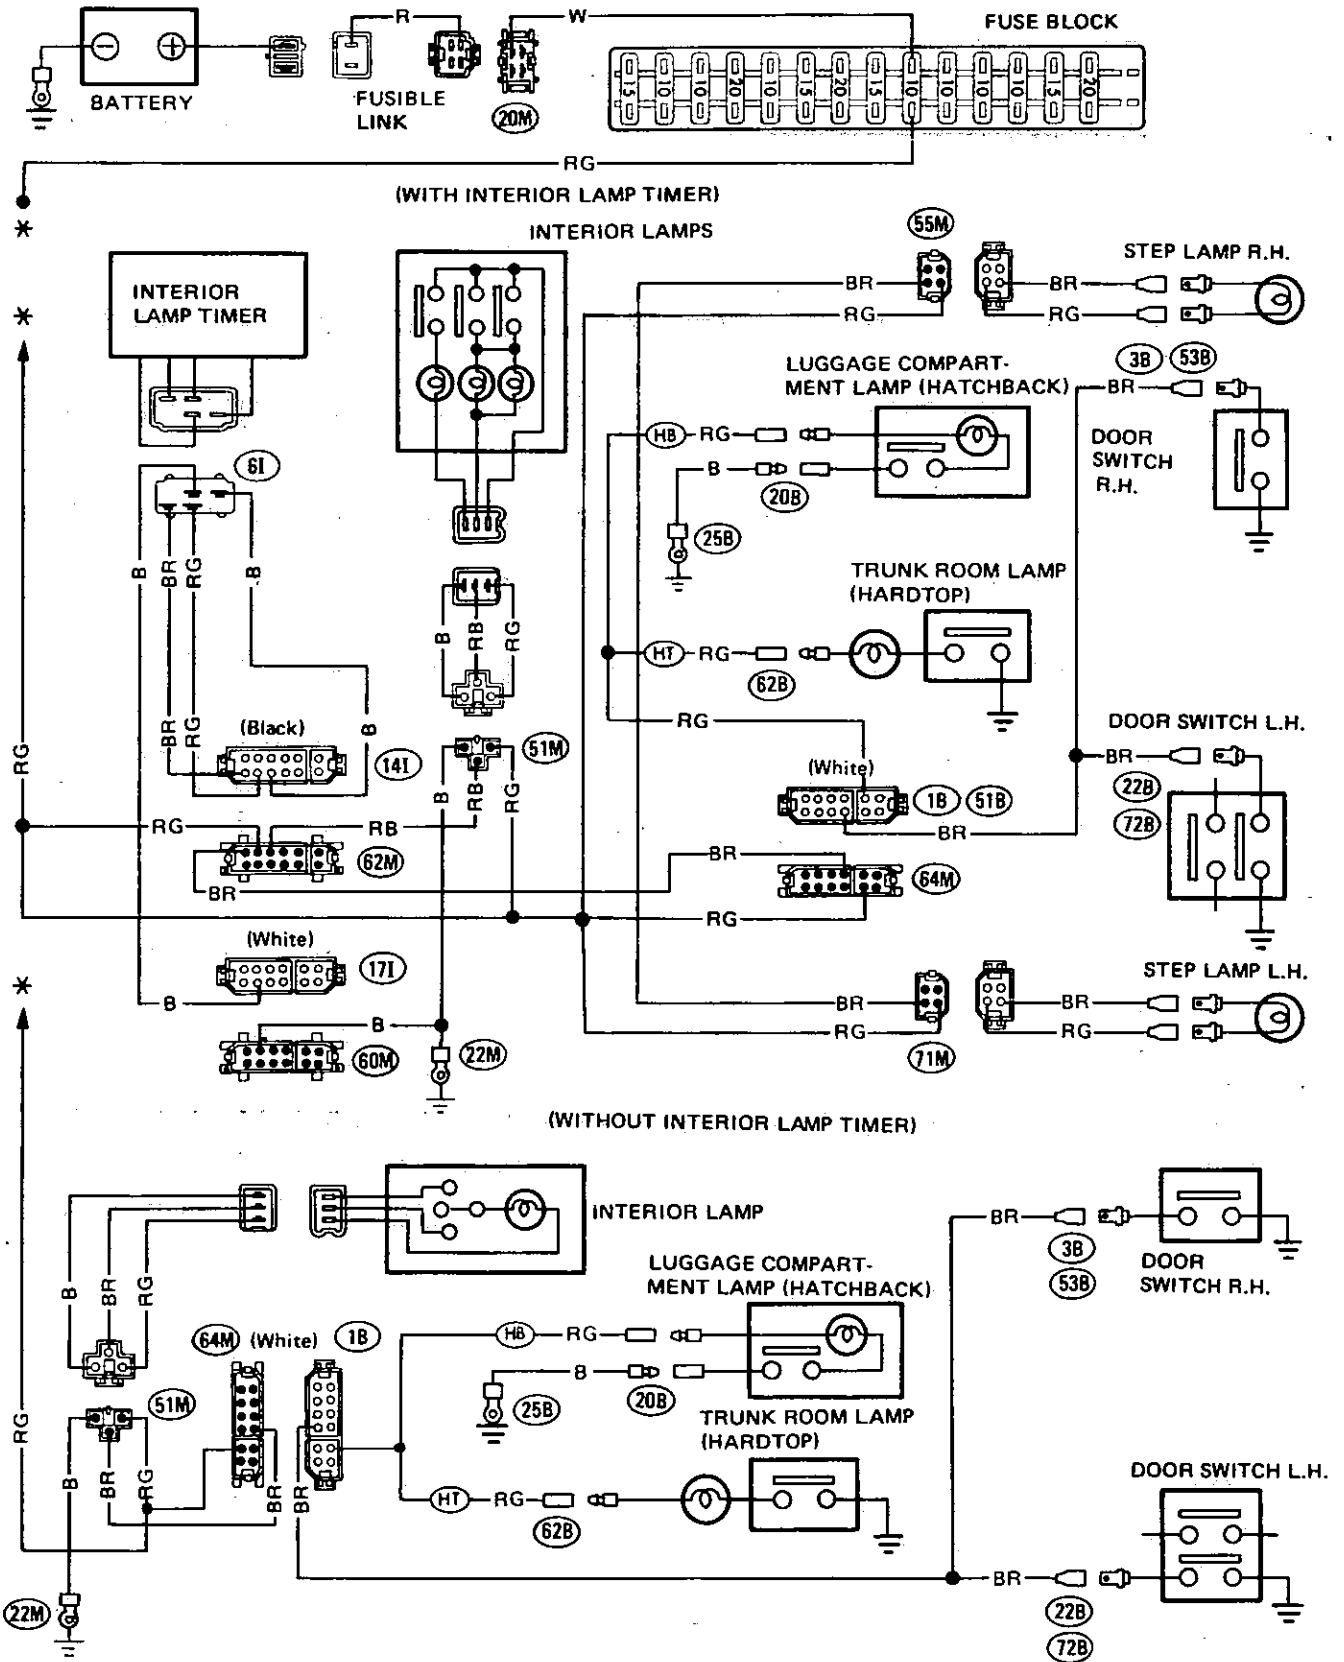 R
W
FUSE BLOCK
BATTERY
FUSIBLE
LINK
20M
15 10 10 20 10 15 20 15 10 10 10 10 15 20
RG
*
(WITH INTERIOR LAMP TIMER)
INTERIOR LAMPS
INTERIOR
LAMP TIMER
*
55M
STEP LAMP R.H.
BR
BR
RG
RG
3B
53B
LUGGAGE COMPART-
MENT LAMP (HATCHBACK)
BR
HB
RG
B
20B
25B
DOOR
SWITCH
R.H.
6I
B
BR
RG
B
B
RB
RG
TRUNK ROOM LAMP
(HARDTOP)
HT
RG
62B
RG
DOOR SWITCH L.H.
BR
22B
72B
BR
RG
(Black)
B
14I
B
RB
RG
51M
(White)
1B
51B
BR
RG
RG
RB
62M
BR
BR
64M
RG
(White)
17I
B
B
60M
22M
*
STEP LAMP L.H.
BR
BR
RG
RG
71M
(WITHOUT INTERIOR LAMP TIMER)
INTERIOR LAMP
B
BR
RG
BR
3B
53B
DOOR
SWITCH R.H.
LUGGAGE COMPART-
MENT LAMP (HATCHBACK)
64M
(White)
1B
HB
RG
B
20B
25B
51M
RG
B
BR
RG
BR
BR
TRUNK ROOM LAMP
(HARDTOP)
HT
RG
62B
DOOR SWITCH L.H.
BR
22B
72B
22M